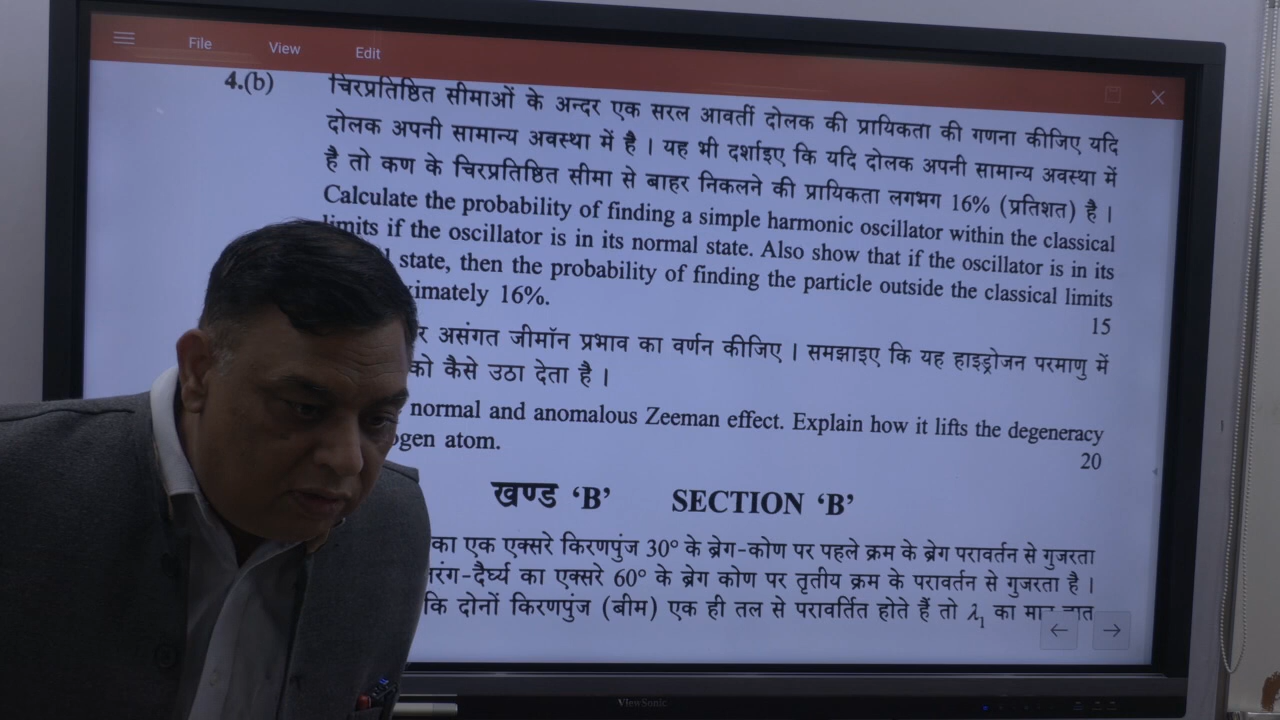 File View Edit
4.(b) चिरप्रतिष्ठित सीमाओं के अन्दर एक सरल आवर्ती दोलक की प्रायिकता की गणना कीजिए यदि
दोलक अपनी सामान्य अवस्था में है । यह भी दर्शाइए कि यदि दोलक अपनी सामान्य अवस्था में
है तो कण के चिरप्रतिष्ठित सीमा से बाहर निकलने की प्रायिकता लगभग 16% (प्रतिशत) है ।
Calculate the probability of finding a simple harmonic oscillator within the classical
limits if the oscillator is in its normal state. Also show that if the oscillator is in its
state, then the probability of finding the particle outside the classical limits
16%.
15
असंगत जीमॉन प्रभाव का वर्णन कीजिए । समझाइए कि यह हाइड्रोजन परमाणु में
को कैसे उठा देता है ।
normal and anomalous Zeeman effect. Explain how it lifts the degeneracy
atom.
20
खण्ड ‘B’ SECTION ‘B’
का एक एक्सरे किरणपुंज 30° के ब्रेग-कोण पर पहले क्रम के ब्रेग परावर्तन से गुजरता
का एक्सरे 60° के ब्रेग कोण पर तृतीय क्रम के परावर्तन से गुजरता है ।
कि दोनों किरणपुंज (बीम) एक ही तल से परावर्तित होते हैं तो λ₁ का
ViewSonic